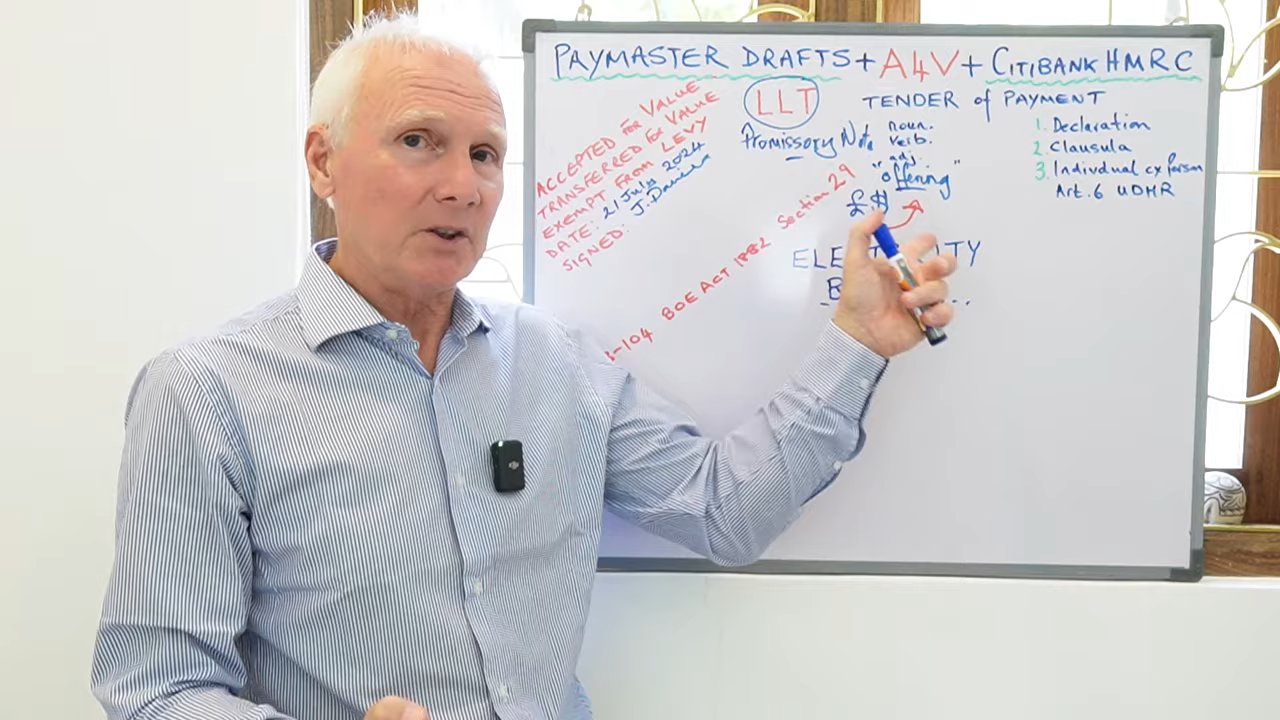 PAYMASTER DRAFTS + A4V + CITIBANK HMRC
LLT
TENDER of PAYMENT
Promissory Note
noun.
verb.
"adj.
offering"
£.$
ACCEPTED FOR VALUE
TRANSFERRED FOR VALUE
EXEMPT FROM LEVY
DATE: 21 July 2024
SIGNED:
-104 BOE ACT 1882 Section 29
1. Declaration
2. Clausula
3. Individual ex person
Art. 6 UDHR